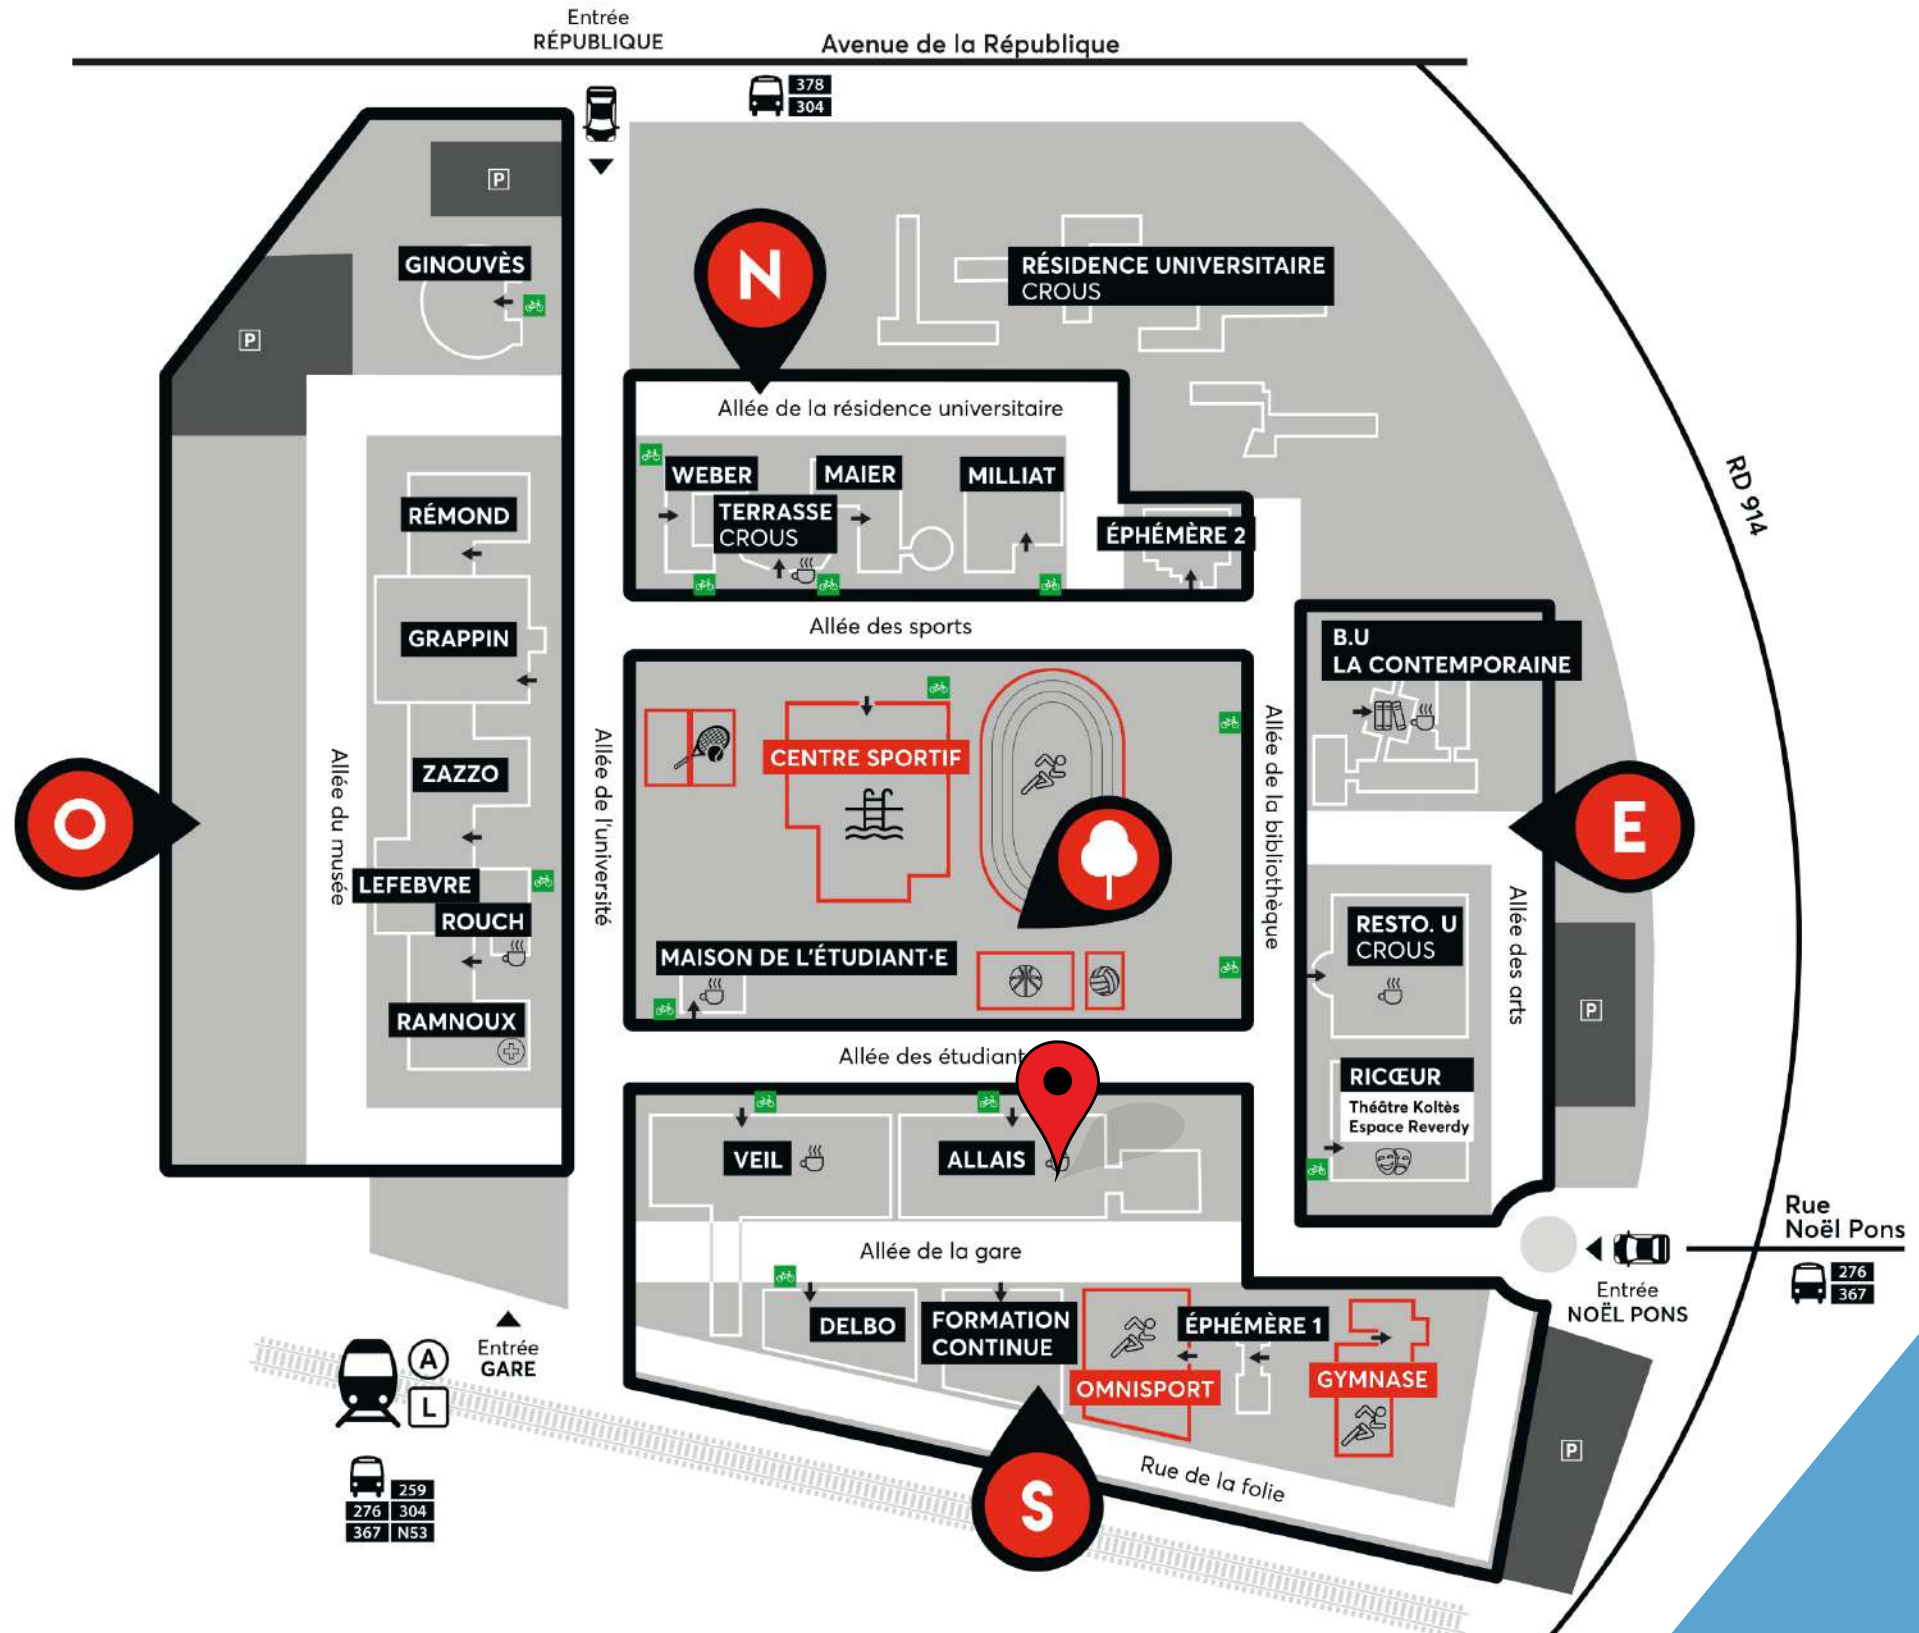 Entrée
RÉPUBLIQUE
Avenue de la République
378
304
P
GINOUVÈS
P
N
RÉSIDENCE UNIVERSITAIRE
CROUS
Allée de la résidence universitaire
WEBER
MAIER
MILLIAT
TERRASSE
CROUS
ÉPHÉMÈRE 2
RD 914
RÉMOND
GRAPPIN
ZAZZO
LEFEBVRE
ROUCH
RAMNOUX
Allée du musée
O
Allée de l'université
Allée des sports
CENTRE SPORTIF
MAISON DE L'ÉTUDIANT·E
Allée de la bibliothèque
B.U
LA CONTEMPORAINE
E
RESTO. U
CROUS
Allée des arts
P
RICŒUR
Théâtre Koltès
Espace Reverdy
Allée des étudiant
VEIL
ALLAIS
Allée de la gare
Rue
Noël Pons
276
367
Entrée
NOËL PONS
DELBO
FORMATION
CONTINUE
OMNISPORT
ÉPHÉMÈRE 1
GYMNASE
P
Rue de la folie
S
Entrée
GARE
A
L
259
276 304
367 N53